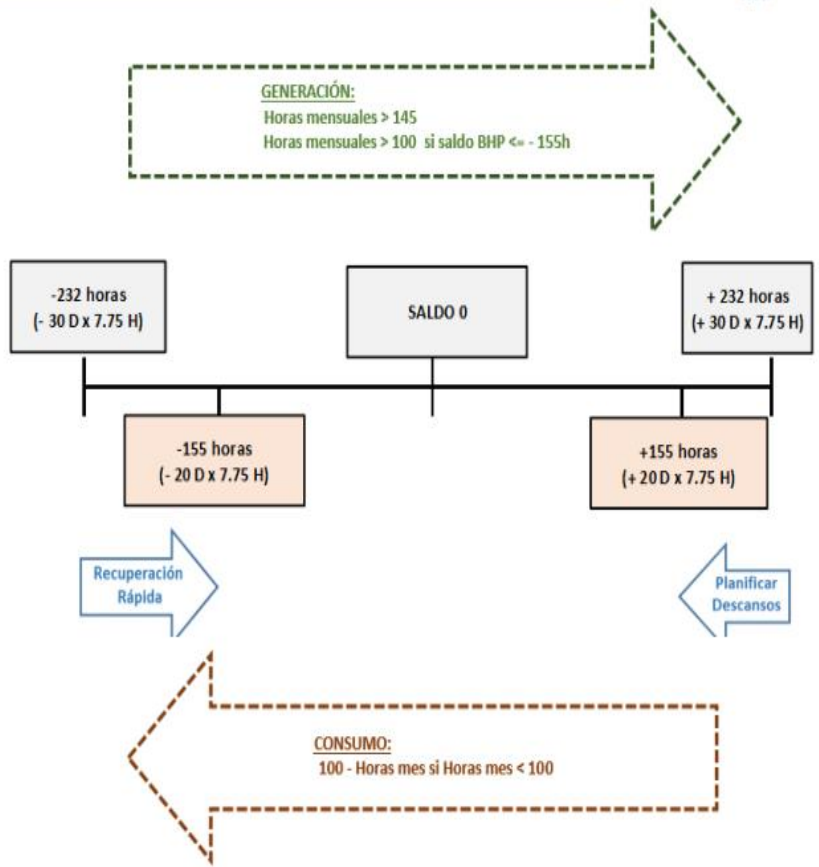 GENERACIÓN:
Horas mensuales > 145
Horas mensuales > 100 si saldo BHP <= - 155h
-232 horas
(- 30 D x 7.75 H)
SALDO 0
+ 232 horas
(+ 30 D x 7.75 H)
-155 horas
(- 20 D x 7.75 H)
+155 horas
(+ 20 D x 7.75 H)
Recuperación
Rápida
Planificar
Descansos
CONSUMO:
100 - Horas mes si Horas mes < 100